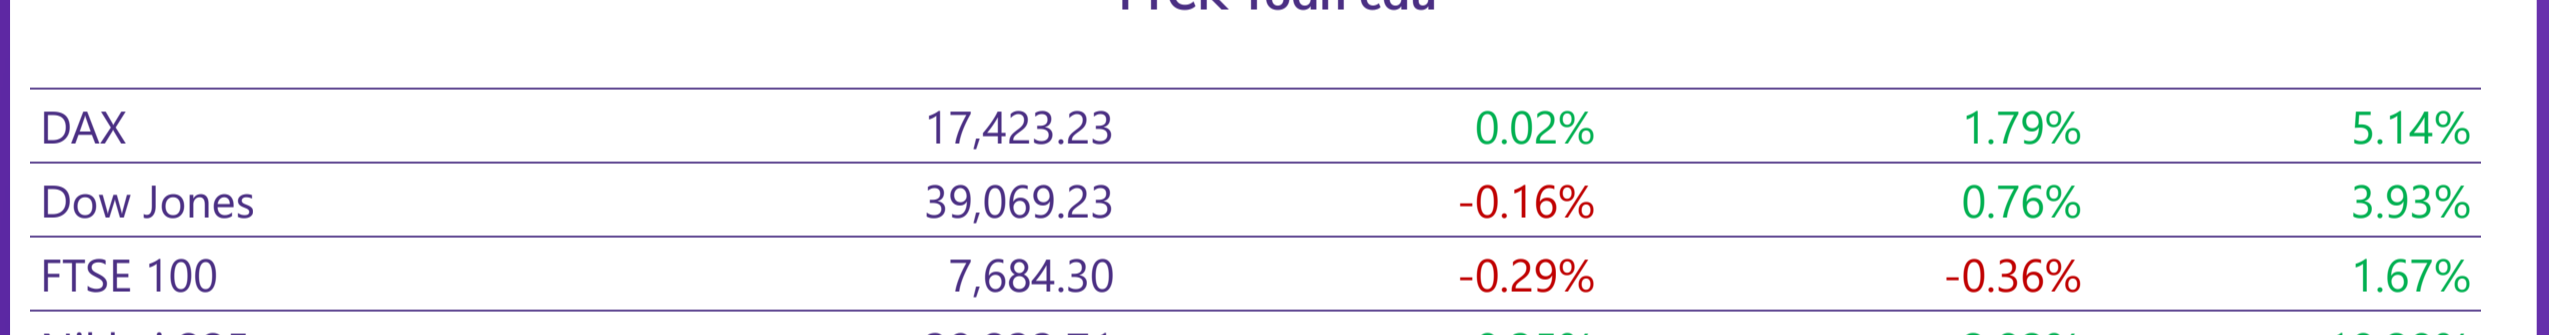 DAX 17,423.23 0.02% 1.79% 5.14%
Dow Jones 39,069.23 -0.16% 0.76% 3.93%
FTSE 100 7,684.30 -0.29% -0.36% 1.67%